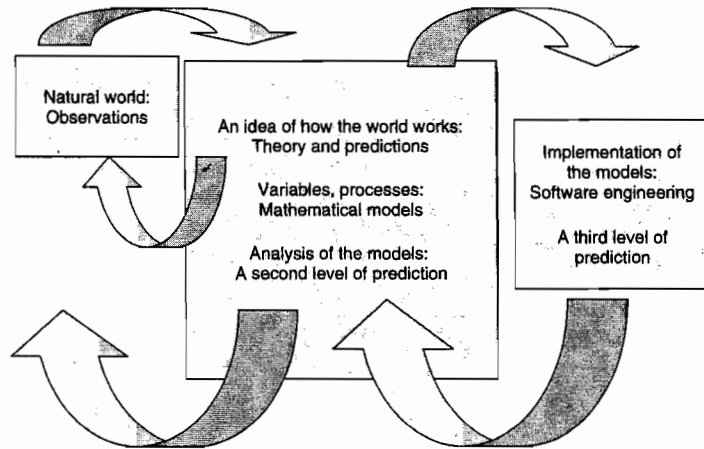 Natural world:
Observations
An idea of how the world works:
Theory and predictions
Variables, processes:
Mathematical models
Analysis of the models:
A second level of prediction
Implementation of
the models:
Software engineering
A third level of
prediction